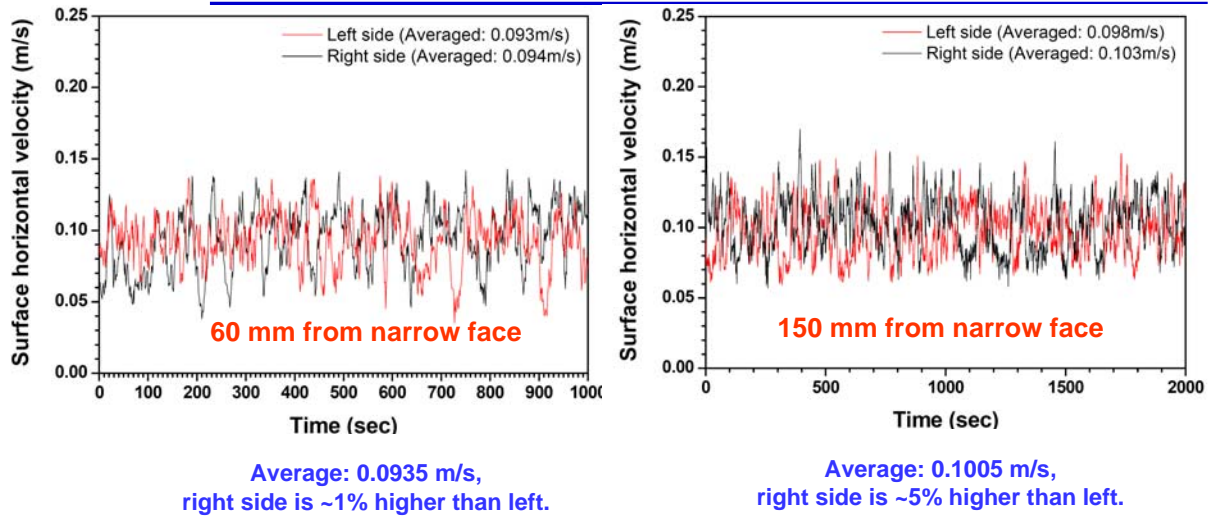 Left side (Averaged: 0.093m/s)
Right side (Averaged: 0.094m/s)
Surface horizontal velocity (m/s)
0.25
0.20
0.15
0.10
0.05
0.00
60 mm from narrow face
0 100 200 300 400 500 600 700 800 900 1000
Time (sec)
Average: 0.0935 m/s,
right side is ~1% higher than left.
Left side (Averaged: 0.098m/s)
Right side (Averaged: 0.103m/s)
Surface horizontal velocity (m/s)
0.25
0.20
0.15
0.10
0.05
0.00
150 mm from narrow face
0 500 1000 1500 2000
Time (sec)
Average: 0.1005 m/s,
right side is ~5% higher than left.